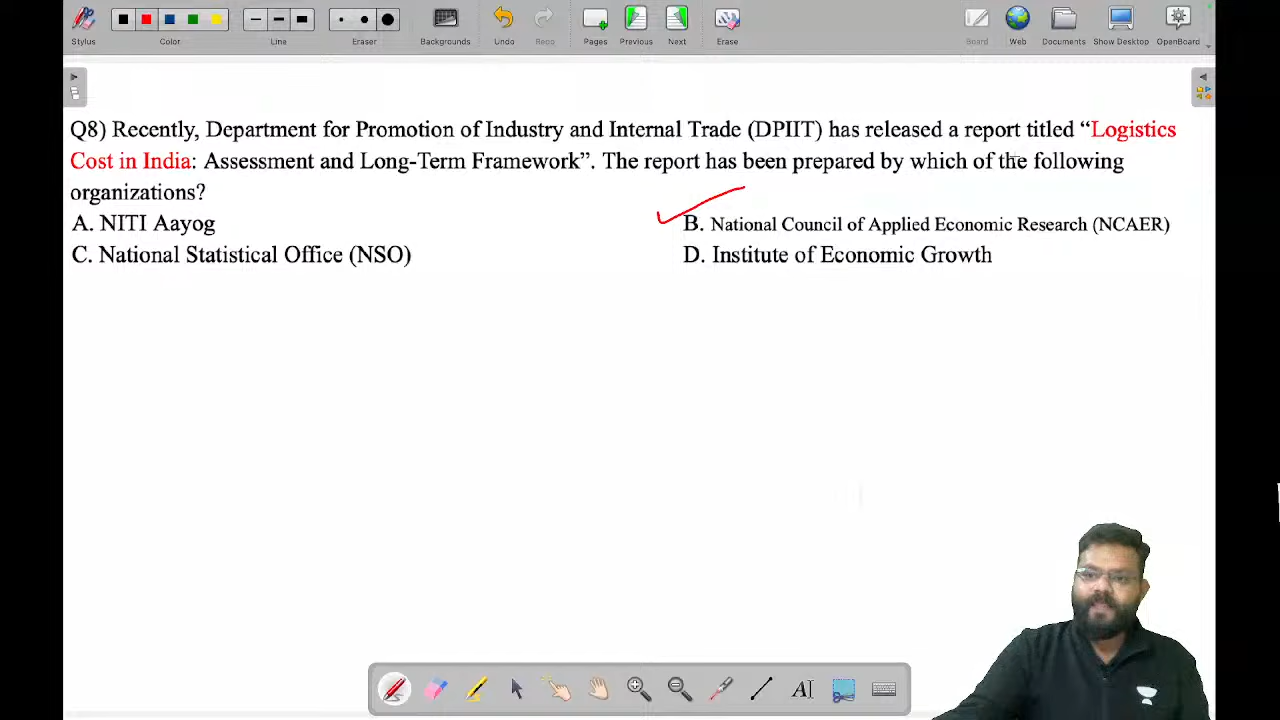 Stylus Color Line Eraser Backgrounds Undo Redo Pages Previous Next Erase Board Web Documents Show Desktop OpenBoard
Q8) Recently, Department for Promotion of Industry and Internal Trade (DPIIT) has released a report titled “Logistics
Cost in India: Assessment and Long-Term Framework”. The report has been prepared by which of the following
organizations?
A. NITI Aayog B. National Council of Applied Economic Research (NCAER)
C. National Statistical Office (NSO) D. Institute of Economic Growth